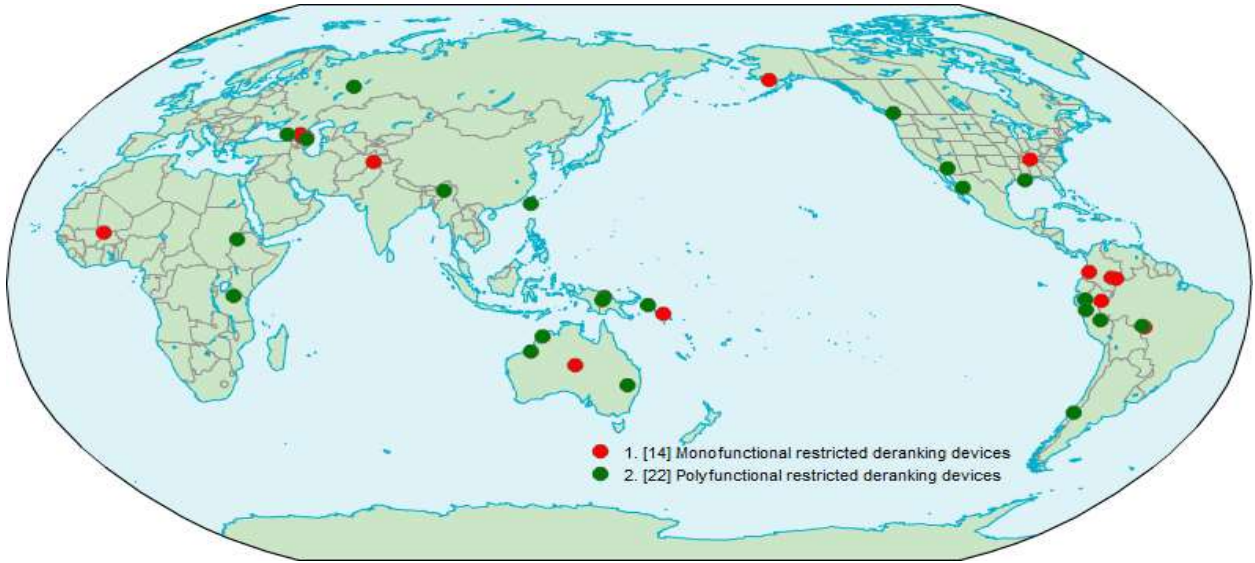 1. [14] Monofunctional restricted deranking devices
2. [22] Polyfunctional restricted deranking devices